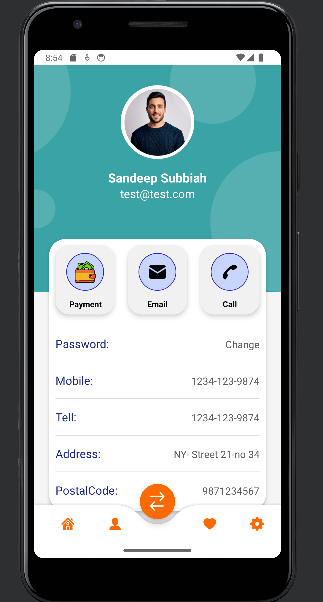 8:54
Sandeep Subbiah
test@test.com
Payment Email Call
Password: Change
Mobile: 1234-123-9874
Tell: 1234-123-9874
Address: NY- Street 21-no 34
PostalCode: 9871234567